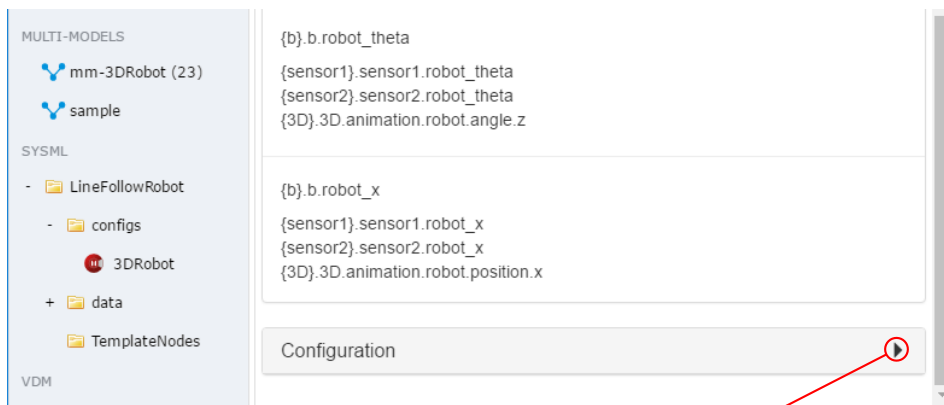 MULTI-MODELS
mm-3DRobot (23)
sample
SYSML
- LineFollowRobot
- configs
3DRobot
+ data
TemplateNodes
VDM
{b}.b.robot_theta
{sensor1}.sensor1.robot_theta
{sensor2}.sensor2.robot_theta
{3D}.3D.animation.robot.angle.z
{b}.b.robot_x
{sensor1}.sensor1.robot_x
{sensor2}.sensor2.robot_x
{3D}.3D.animation.robot.position.x
Configuration